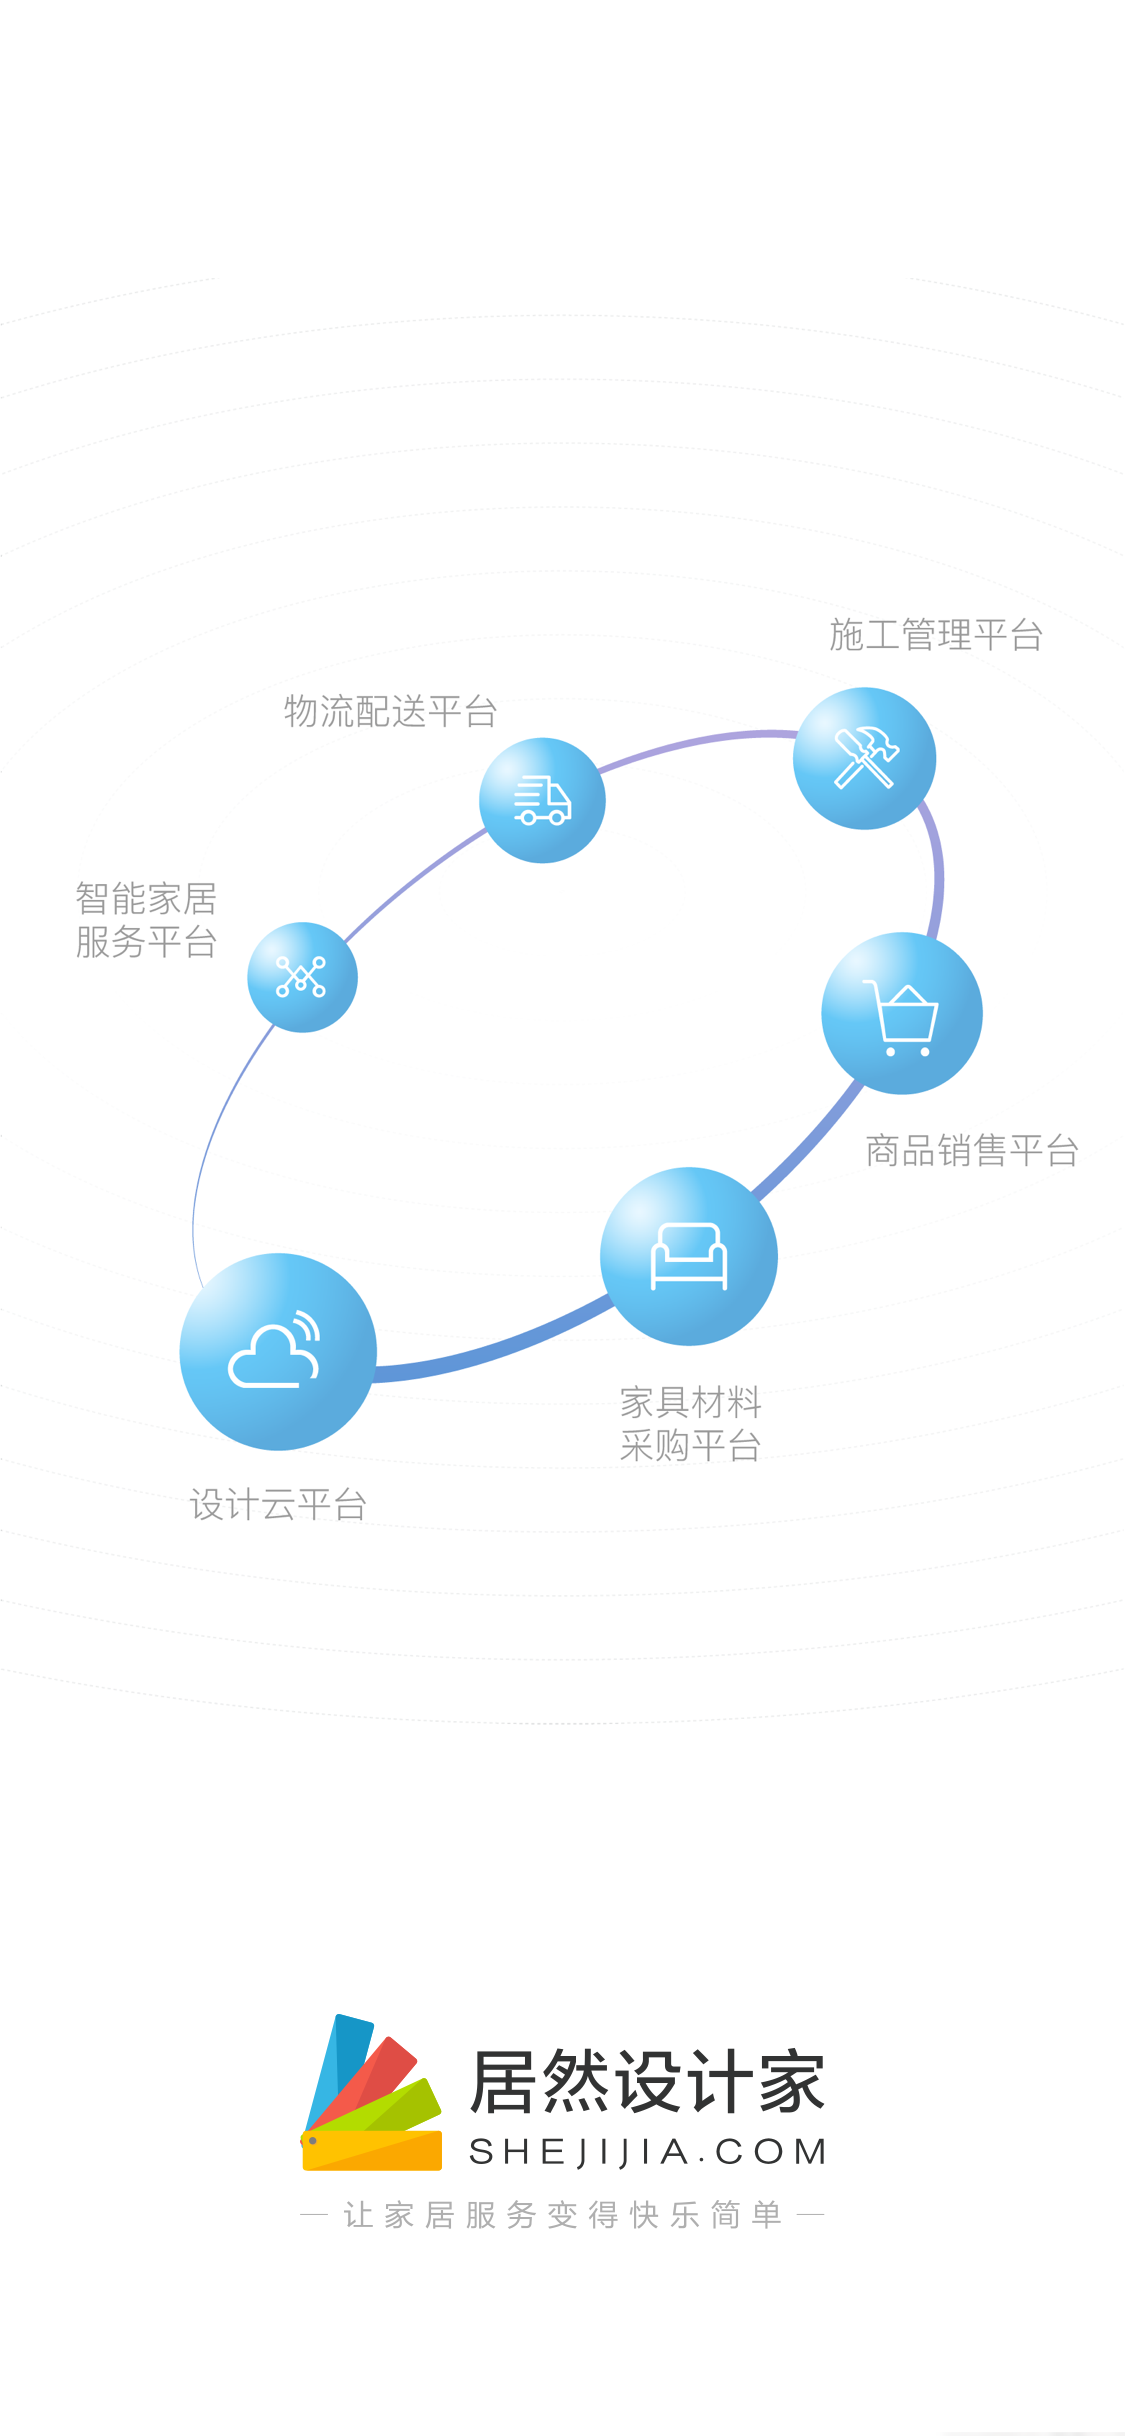 施工管理平台
物流配送平台
智能家居
服务平台
商品销售平台
家具材料
采购平台
设计云平台
居然设计家
SHEJIJIA.COM
— 让家居服务变得快乐简单 —